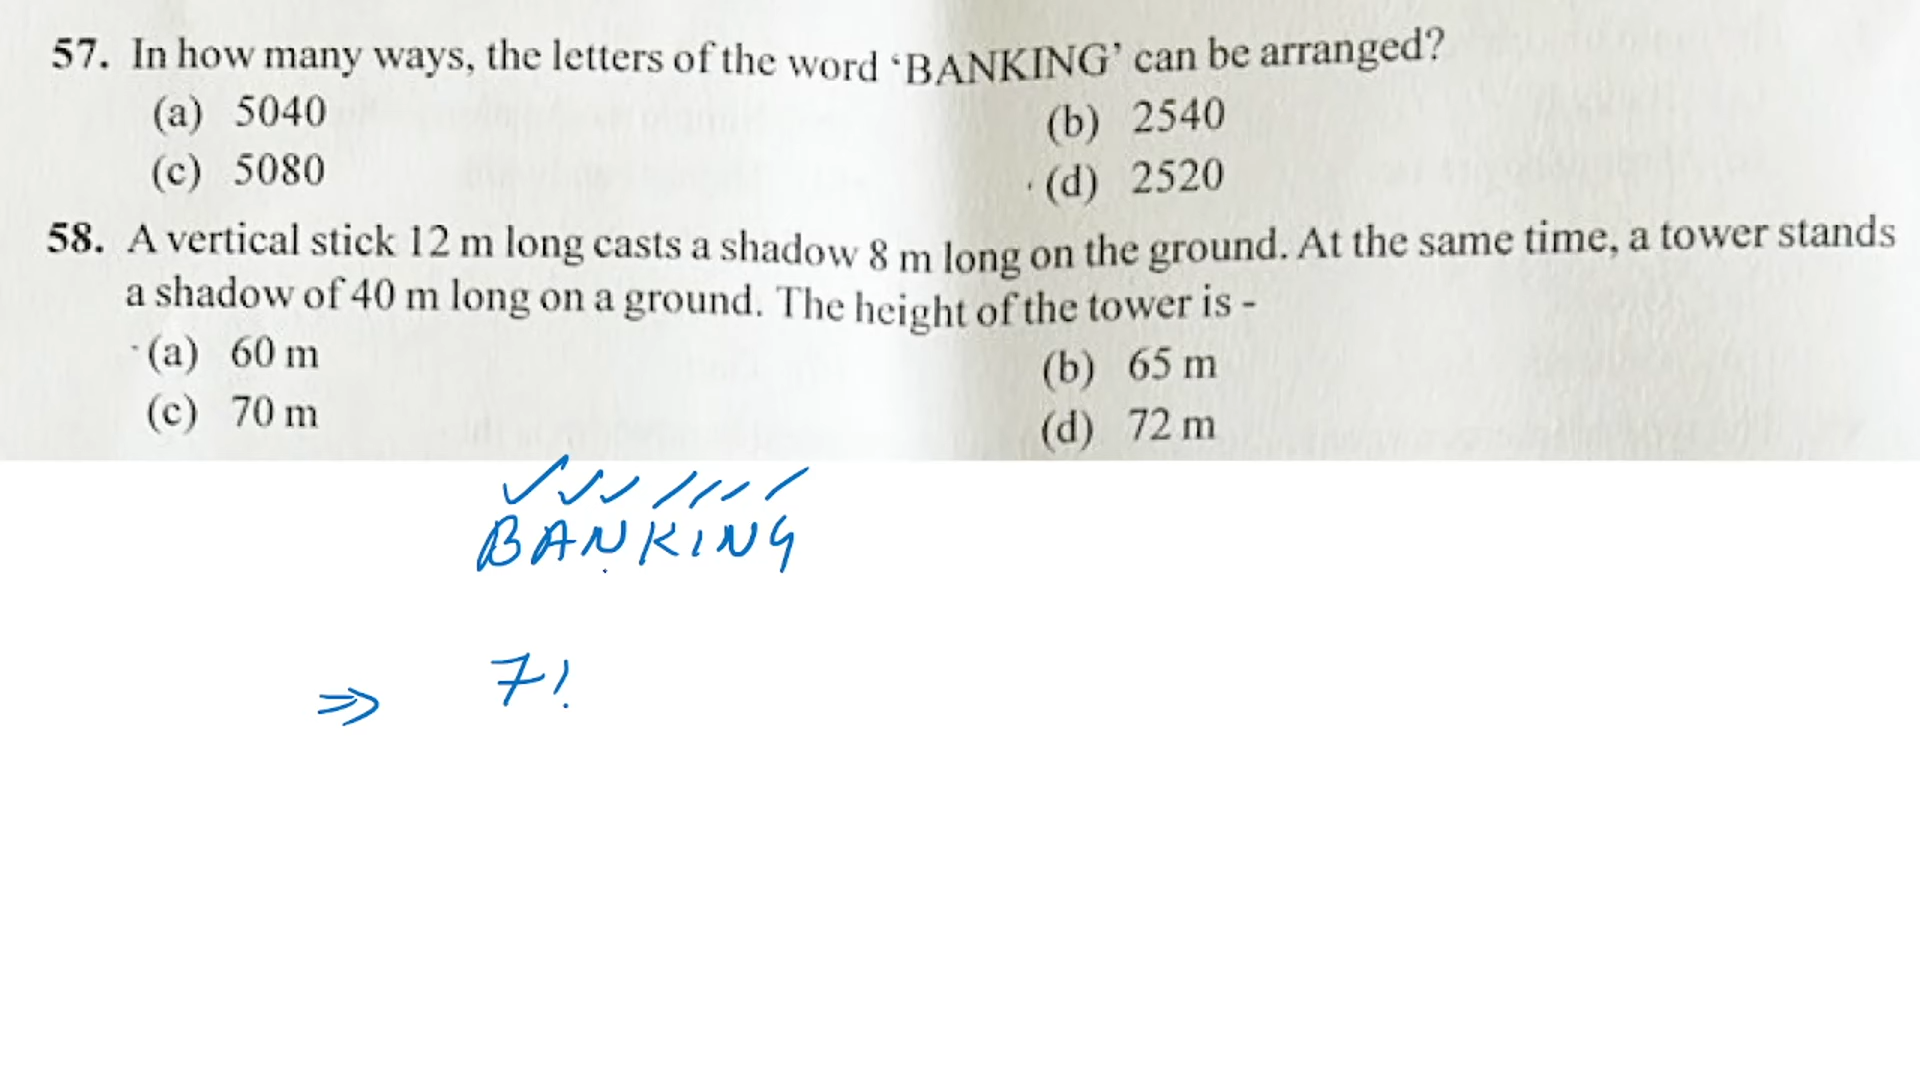 57. In how many ways, the letters of the word ‘BANKING’ can be arranged?
(a) 5040 (b) 2540
(c) 5080 (d) 2520
58. A vertical stick 12 m long casts a shadow 8 m long on the ground. At the same time, a tower stands
a shadow of 40 m long on a ground. The height of the tower is -
(a) 60 m (b) 65 m
(c) 70 m (d) 72 m
BANKING
⇒ 7!